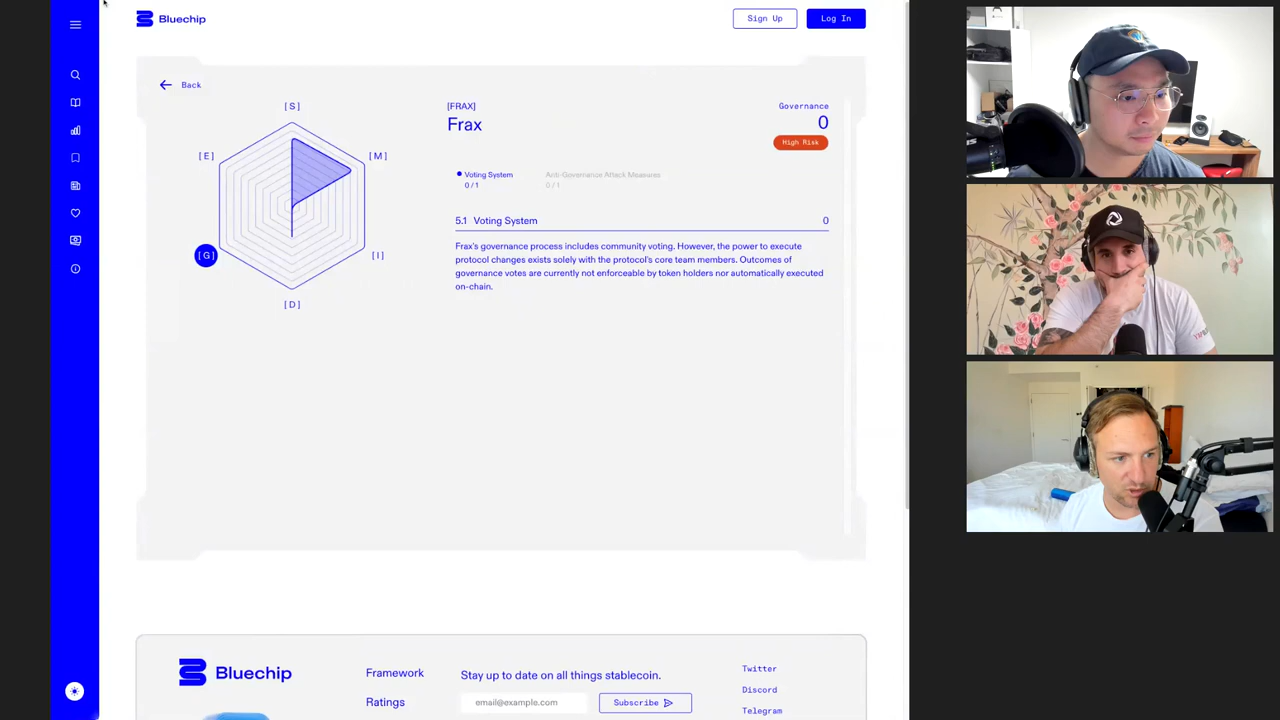 Bluechip
Sign Up
Log In
Back
[S]
[E]
[M]
[G]
[I]
[D]
[FRAX]
Frax
Governance
0
High Risk
Voting System
0 / 1
Anti-Governance Attack Measures
0 / 1
5.1 Voting System
0
Frax's governance process includes community voting. However, the power to execute
protocol changes exists solely with the protocol's core team members. Outcomes of
governance votes are currently not enforceable by token holders nor automatically executed
on-chain.
Bluechip
Framework
Ratings
Stay up to date on all things stablecoin.
email@example.com
Subscribe
Twitter
Discord
Telegram